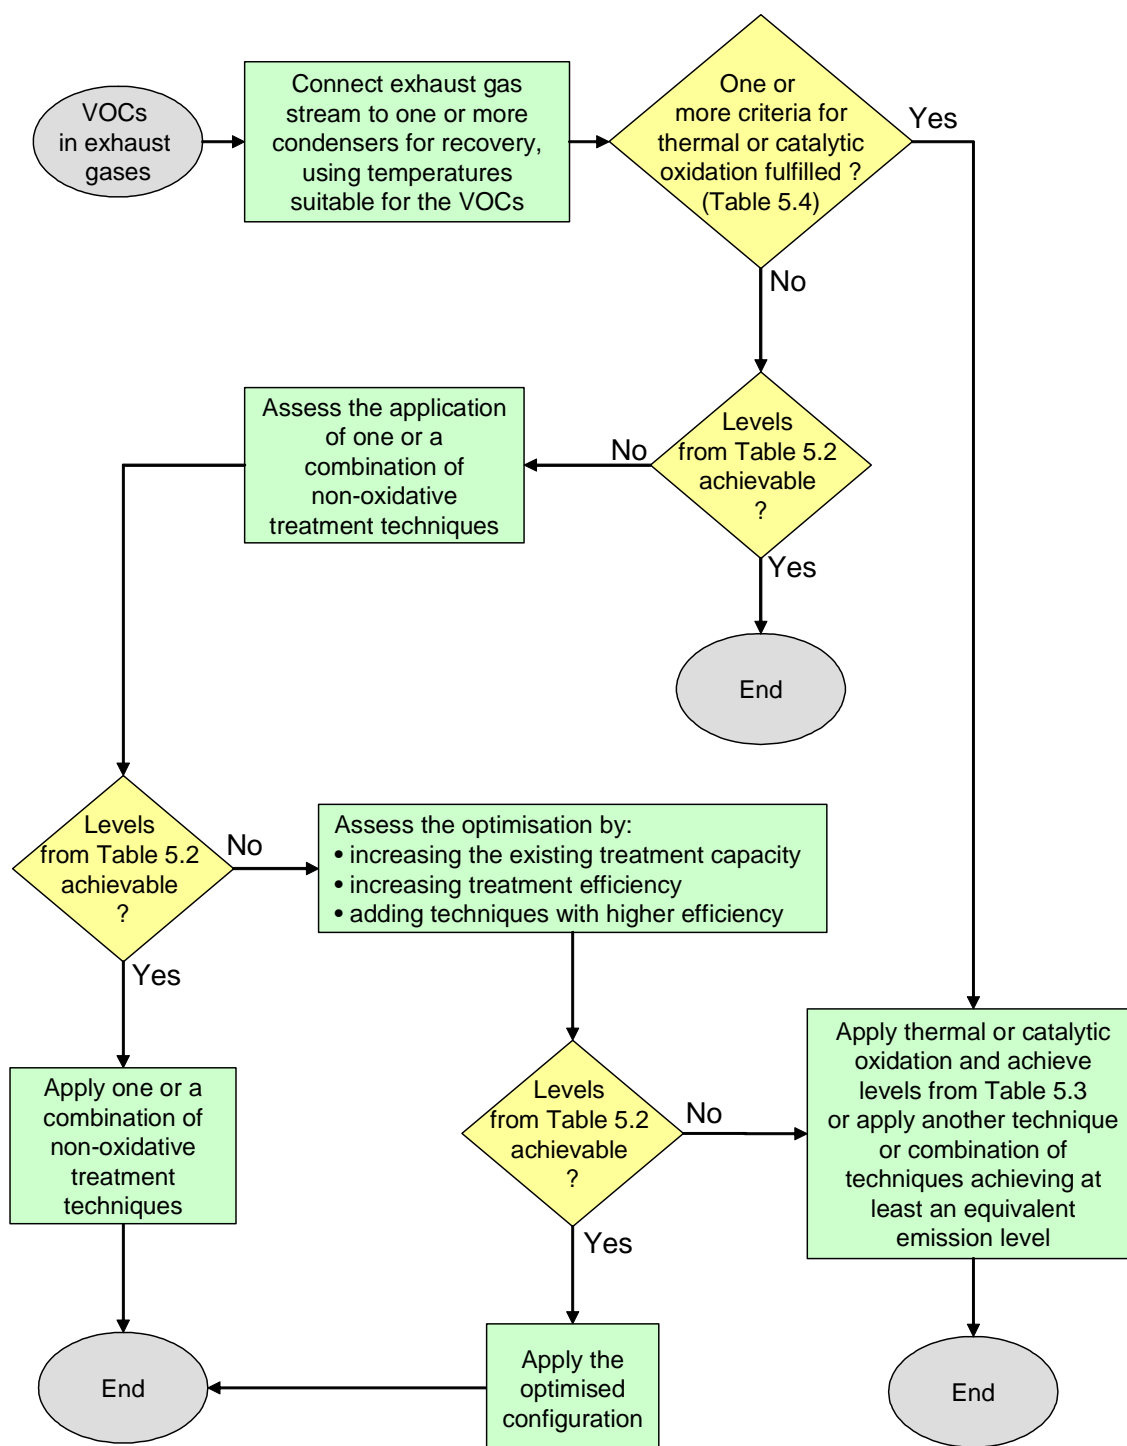 VOCs
in exhaust
gases
Connect exhaust gas
stream to one or more
condensers for recovery,
using temperatures
suitable for the VOCs
One or
more criteria for
thermal or catalytic
oxidation fulfilled ?
(Table 5.4)
Yes
No
Levels
from Table 5.2
achievable
?
No
Yes
End
Assess the application
of one or a
combination of
non-oxidative
treatment techniques
Levels
from Table 5.2
achievable
?
No
Yes
Assess the optimisation by:
• increasing the existing treatment capacity
• increasing treatment efficiency
• adding techniques with higher efficiency
Apply one or a
combination of
non-oxidative
treatment
techniques
Levels
from Table 5.2
achievable
?
No
Yes
Apply thermal or catalytic
oxidation and achieve
levels from Table 5.3
or apply another technique
or combination of
techniques achieving at
least an equivalent
emission level
End
Apply the
optimised
configuration
End